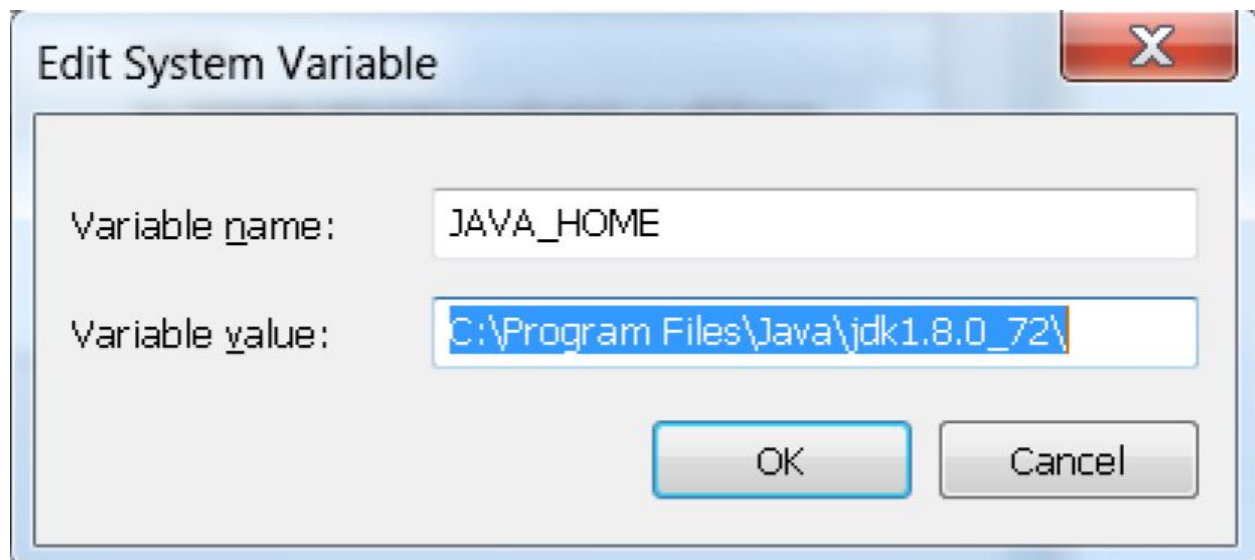 Edit System Variable
Variable name: JAVA_HOME
Variable value: C:\Program Files\Java\jdk1.8.0_72\
OK Cancel